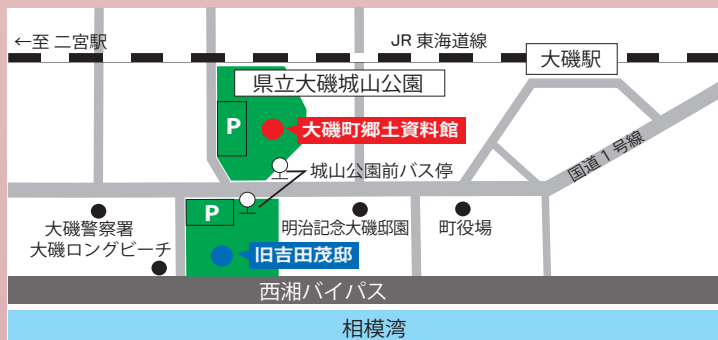 ←至 二宮駅
JR 東海道線
大磯駅
県立大磯城山公園
P
大磯町郷土資料館
国道1号線
城山公園前バス停
P
大磯警察署
大磯ロングビーチ
明治記念大磯邸園
町役場
旧吉田茂邸
西湘バイパス
相模湾